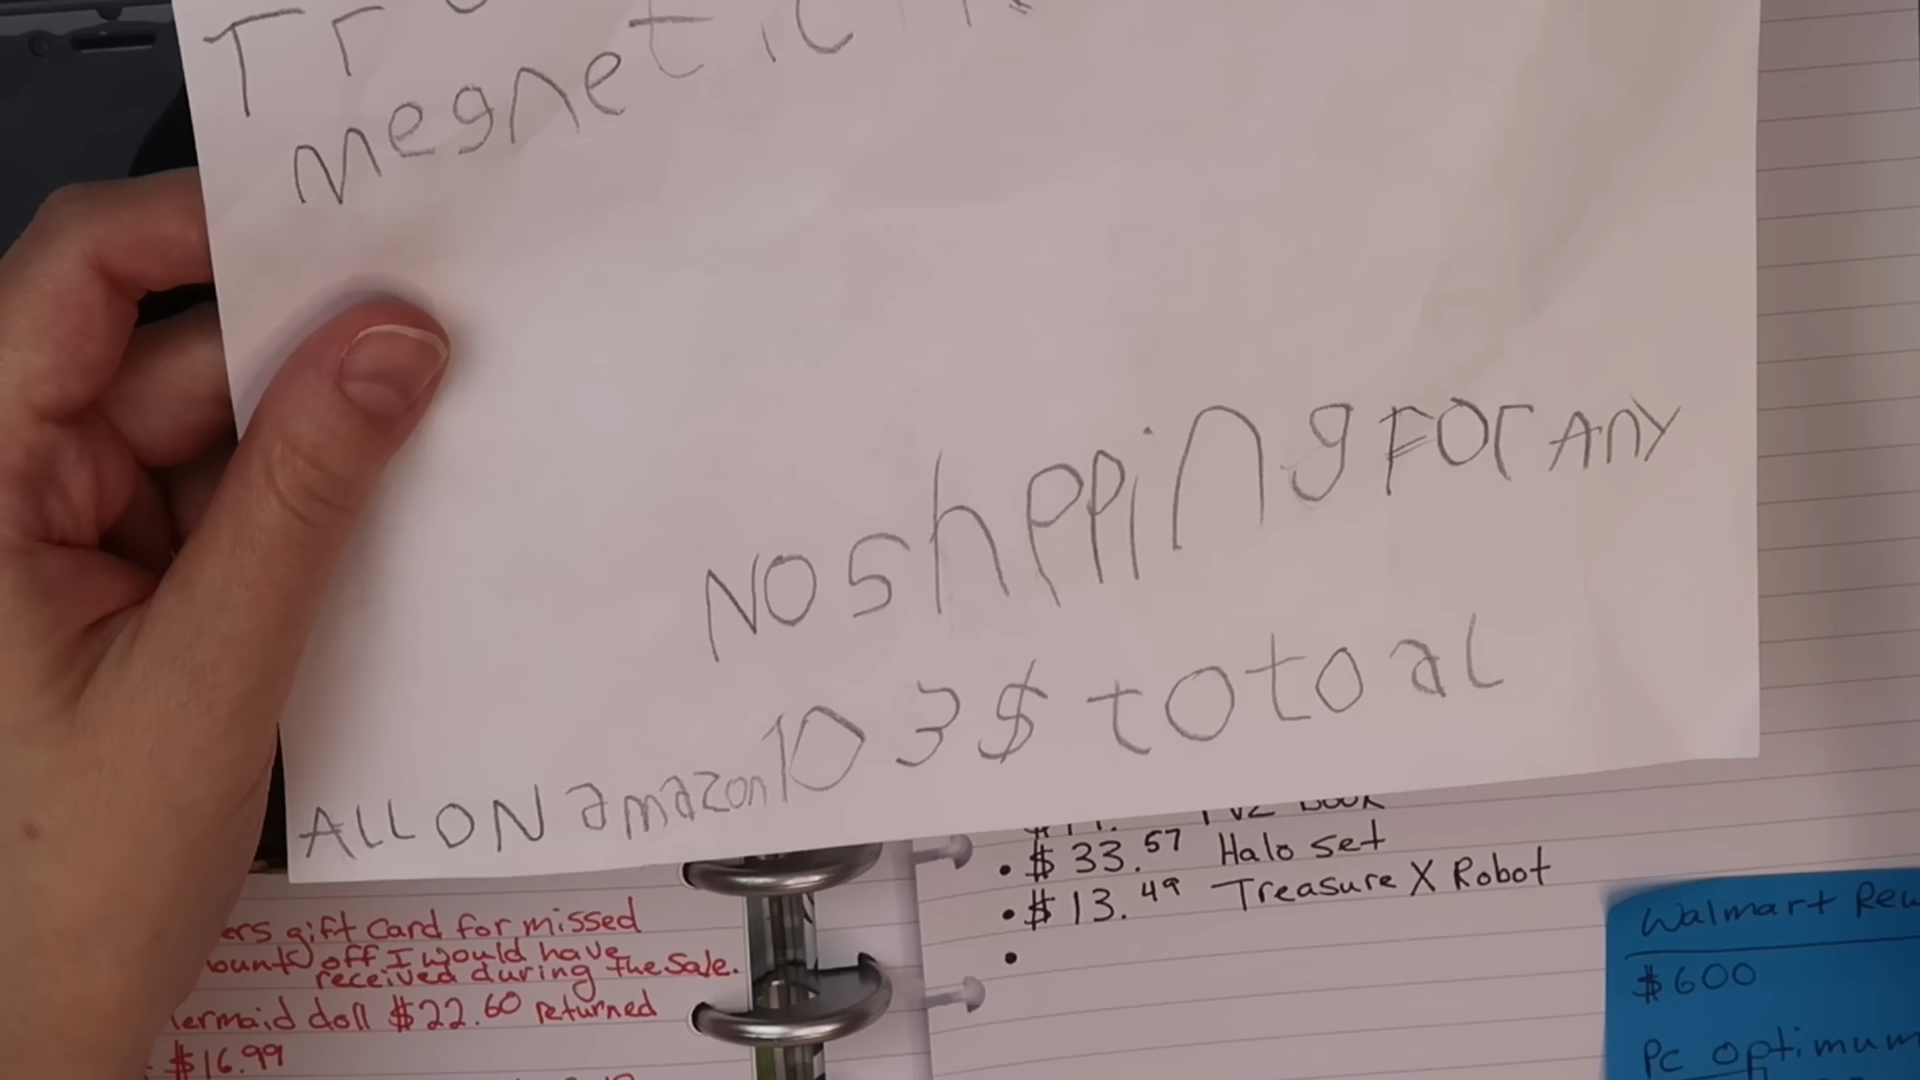 megnetic
NO shpping FOr ANY
103$ totoal
ALL ON amazon
book
• $33.57 Halo set
• $13.49 Treasure X Robot
•
gift card for missed
off I would have
received during the sale.
doll $22.60 returned
$16.99
Walmart
$600
PC optimum